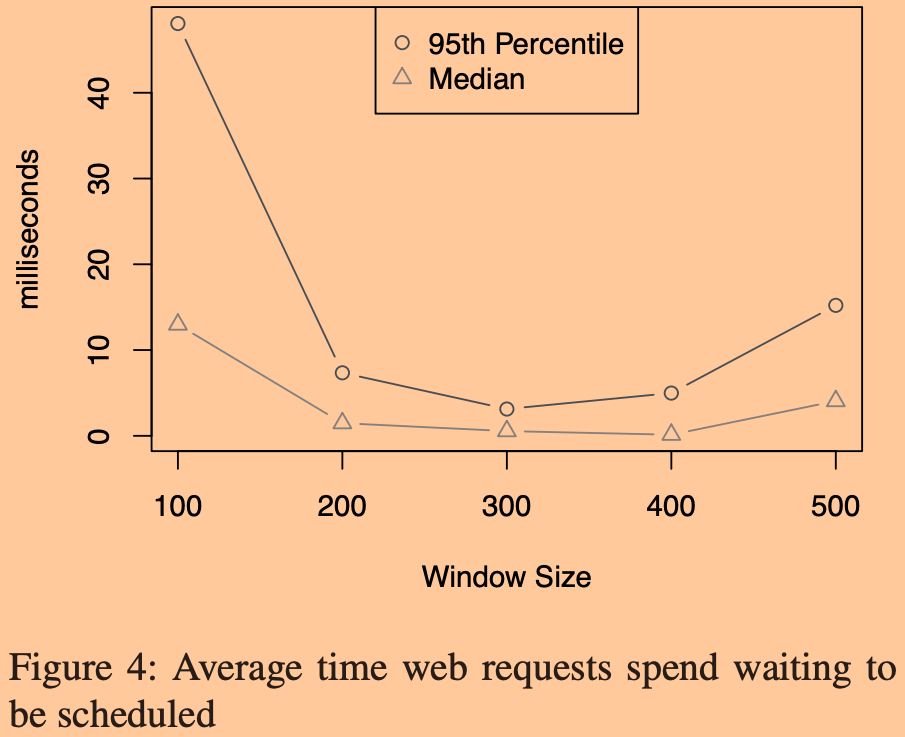 95th Percentile
Median
milliseconds
40
30
20
10
0
100 200 300 400 500
Window Size
Figure 4: Average time web requests spend waiting to
be scheduled